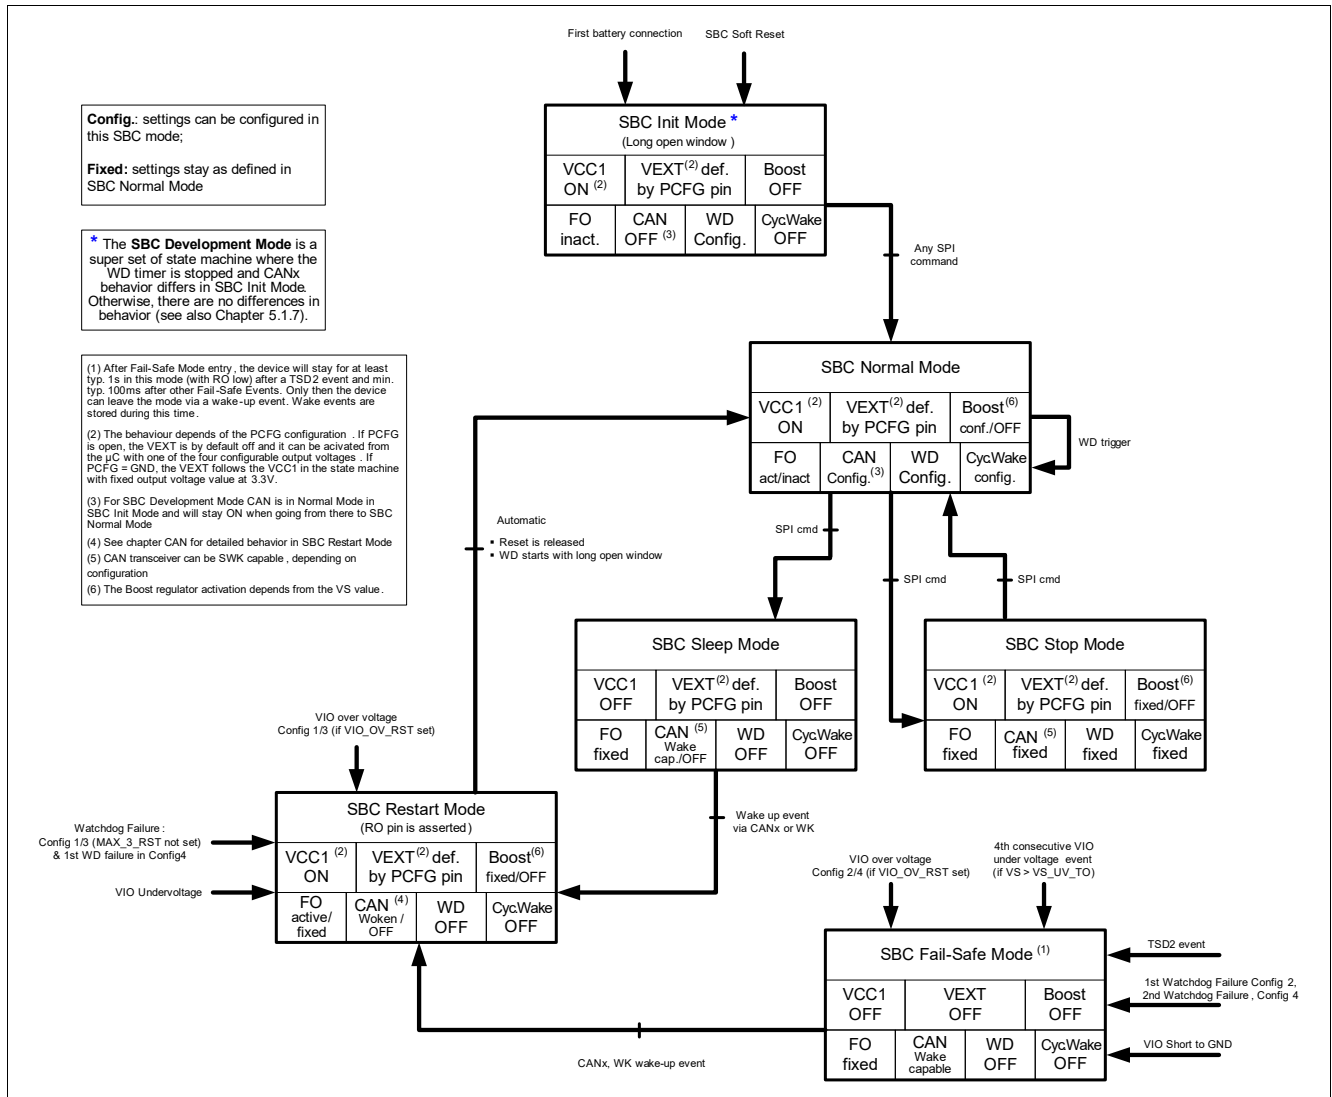 First battery connection
SBC Soft Reset
Config.: settings can be configured in
this SBC mode;
Fixed: settings stay as defined in
SBC Normal Mode
* The SBC Development Mode is a
super set of state machine where the
WD timer is stopped and CANx
behavior differs in SBC Init Mode.
Otherwise, there are no differences in
behavior (see also Chapter 5.1.7).
(1) After Fail-Safe Mode entry, the device will stay for at least
typ. 1s in this mode (with RO low) after a TSD2 event and min.
typ. 100ms after other Fail-Safe Events. Only then the device
can leave the mode via a wake-up event. Wake events are
stored during this time.
(2) The behaviour depends of the PCFG configuration . If PCFG
is open, the VEXT is by default off and it can be acivated from
the µC with one of the four configurable output voltages . If
PCFG = GND, the VEXT follows the VCC1 in the state machine
with fixed output voltage value at 3.3V.
(3) For SBC Development Mode CAN is in Normal Mode in
SBC Init Mode and will stay ON when going from there to SBC
Normal Mode
(4) See chapter CAN for detailed behavior in SBC Restart Mode
(5) CAN transceiver can be SWK capable , depending on
configuration
(6) The Boost regulator activation depends from the VS value.
SBC Init Mode *
(Long open window )
VCC1
ON (2)
VEXT(2) def.
by PCFG pin
Boost
OFF
FO
inact.
CAN
OFF (3)
WD
Config.
Cyc.Wake
OFF
Any SPI
command
SBC Normal Mode
VCC1 (2)
ON
VEXT(2) def.
by PCFG pin
Boost(6)
conf./OFF
FO
act/inact
CAN
Config.(3)
WD
Config.
Cyc.Wake
config.
WD trigger
Automatic
▪ Reset is released
▪ WD starts with long open window
SPI cmd
SPI cmd
SPI cmd
SBC Sleep Mode
VCC1
OFF
VEXT(2) def.
by PCFG pin
Boost
OFF
FO
fixed
CAN (5)
Wake
cap./OFF
WD
OFF
Cyc.Wake
OFF
SBC Stop Mode
VCC1 (2)
ON
VEXT(2) def.
by PCFG pin
Boost(6)
fixed/OFF
FO
fixed
CAN (5)
fixed
WD
fixed
Cyc.Wake
fixed
VIO over voltage
Config 1/3 (if VIO_OV_RST set)
Watchdog Failure :
Config 1/3 (MAX_3_RST not set)
& 1st WD failure in Config4
VIO Undervoltage
SBC Restart Mode
(RO pin is asserted )
VCC1 (2)
ON
VEXT(2) def.
by PCFG pin
Boost(6)
fixed/OFF
FO
active/
fixed
CAN (4)
Woken /
OFF
WD
OFF
Cyc.Wake
OFF
Wake up event
via CANx or WK
VIO over voltage
Config 2/4 (if VIO_OV_RST set)
4th consecutive VIO
under voltage event
(if VS > VS_UV_TO)
SBC Fail-Safe Mode (1)
VCC1
OFF
VEXT
OFF
Boost
OFF
FO
fixed
CAN
Wake
capable
WD
OFF
Cyc.Wake
OFF
TSD2 event
1st Watchdog Failure Config 2,
2nd Watchdog Failure , Config 4
VIO Short to GND
CANx, WK wake-up event